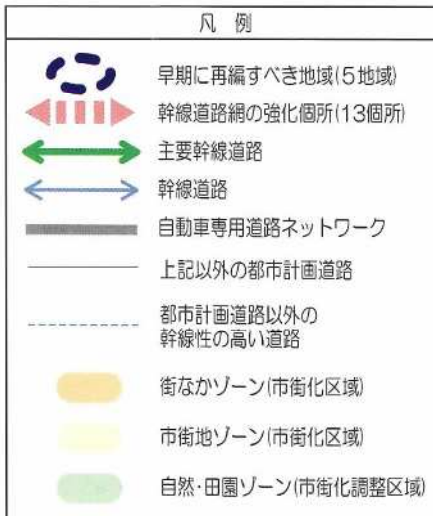 凡例
早期に再編すべき地域(5地域)
幹線道路網の強化個所(13個所)
主要幹線道路
幹線道路
自動車専用道路ネットワーク
上記以外の都市計画道路
都市計画道路以外の
幹線性の高い道路
街なかゾーン(市街化区域)
市街地ゾーン(市街化区域)
自然・田園ゾーン(市街化調整区域)